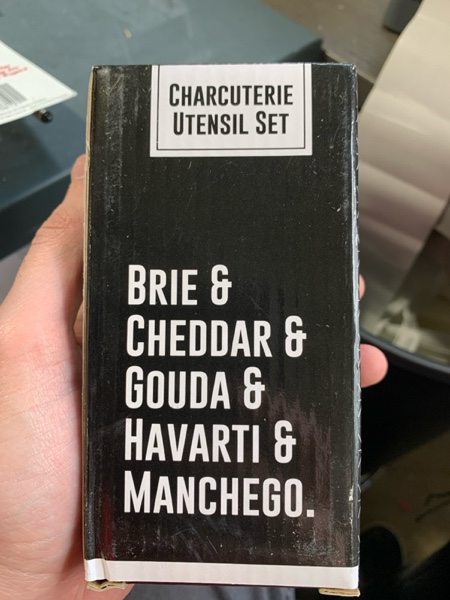 Charcuterie
Utensil Set
Brie &
Cheddar &
Gouda &
Havarti &
Manchego.